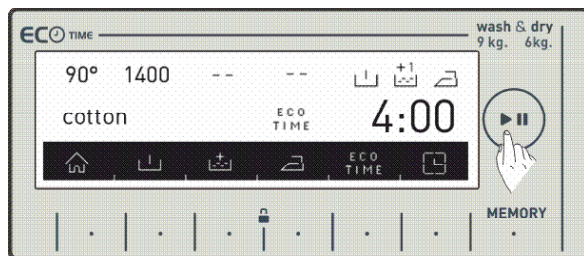 ECO TIME
wash & dry
9 kg. 6kg.
90° 1400 -- --
+1
cotton ECO TIME 4:00
ECO TIME
MEMORY